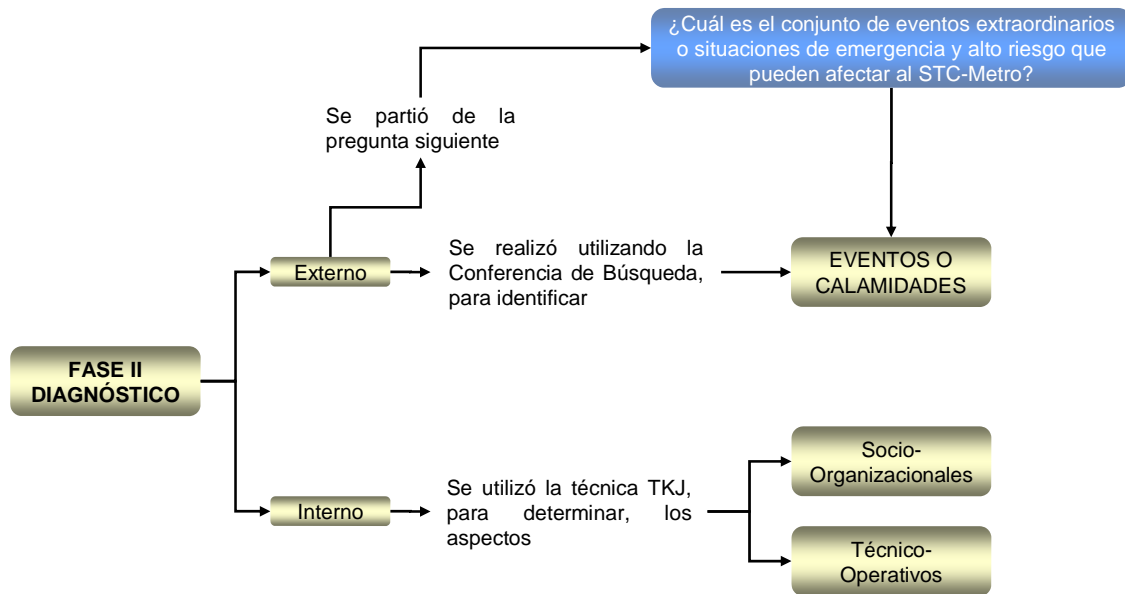 ¿Cuál es el conjunto de eventos extraordinarios
o situaciones de emergencia y alto riesgo que
pueden afectar al STC-Metro?
Se partió de la
pregunta siguiente
Externo
Se realizó utilizando la
Conferencia de Búsqueda,
para identificar
EVENTOS O
CALAMIDADES
FASE II
DIAGNÓSTICO
Interno
Se utilizó la técnica TKJ,
para determinar, los
aspectos
Socio-
Organizacionales
Técnico-
Operativos